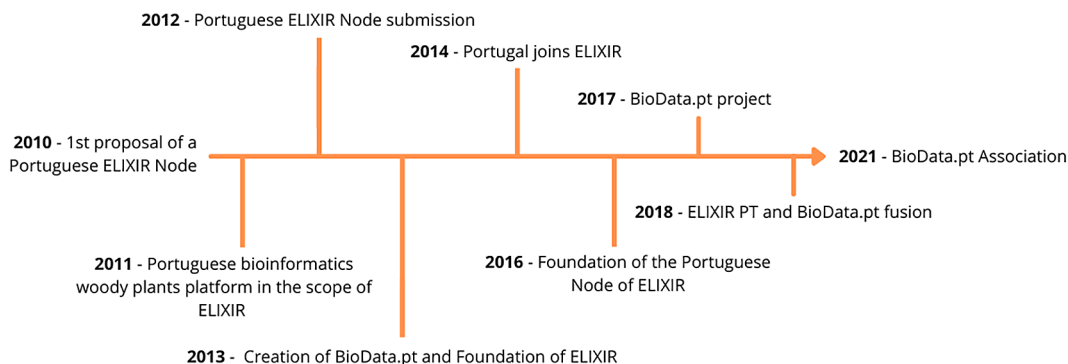 2012 - Portuguese ELIXIR Node submission
2014 - Portugal joins ELIXIR
2017 - BioData.pt project
2010 - 1st proposal of a
Portuguese ELIXIR Node
2021 - BioData.pt Association
2018 - ELIXIR PT and BioData.pt fusion
2011 - Portuguese bioinformatics
woody plants platform in the scope of
ELIXIR
2016 - Foundation of the Portuguese
Node of ELIXIR
2013 - Creation of BioData.pt and Foundation of ELIXIR